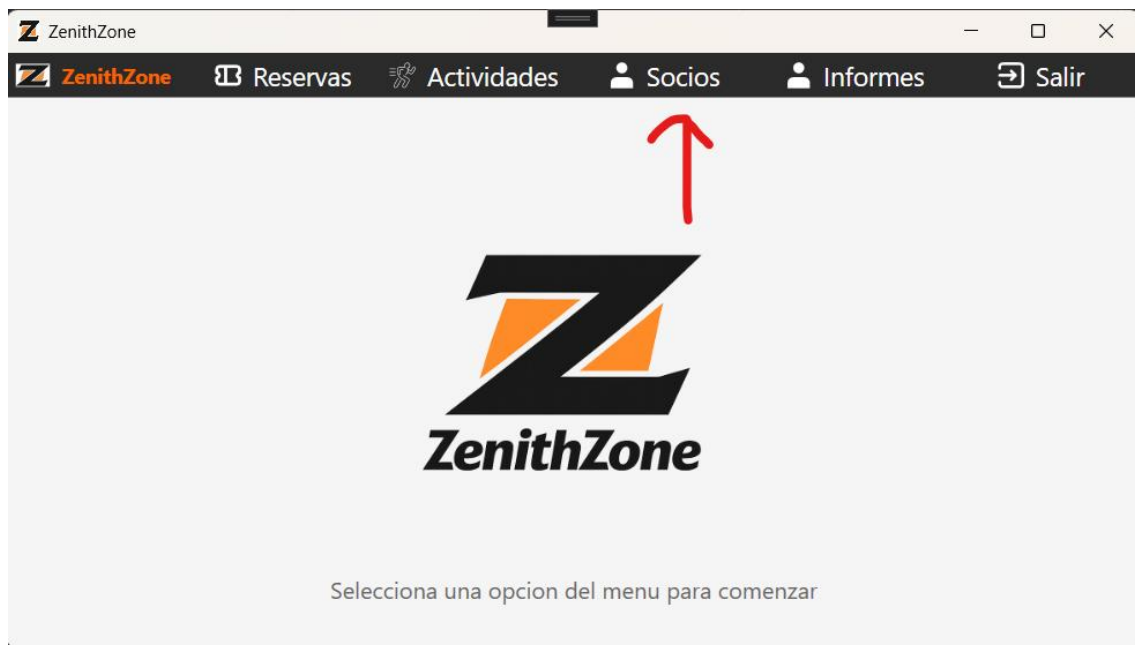 ZenithZone
ZenithZone Reservas Actividades Socios Informes Salir
ZenithZone
Selecciona una opcion del menu para comenzar